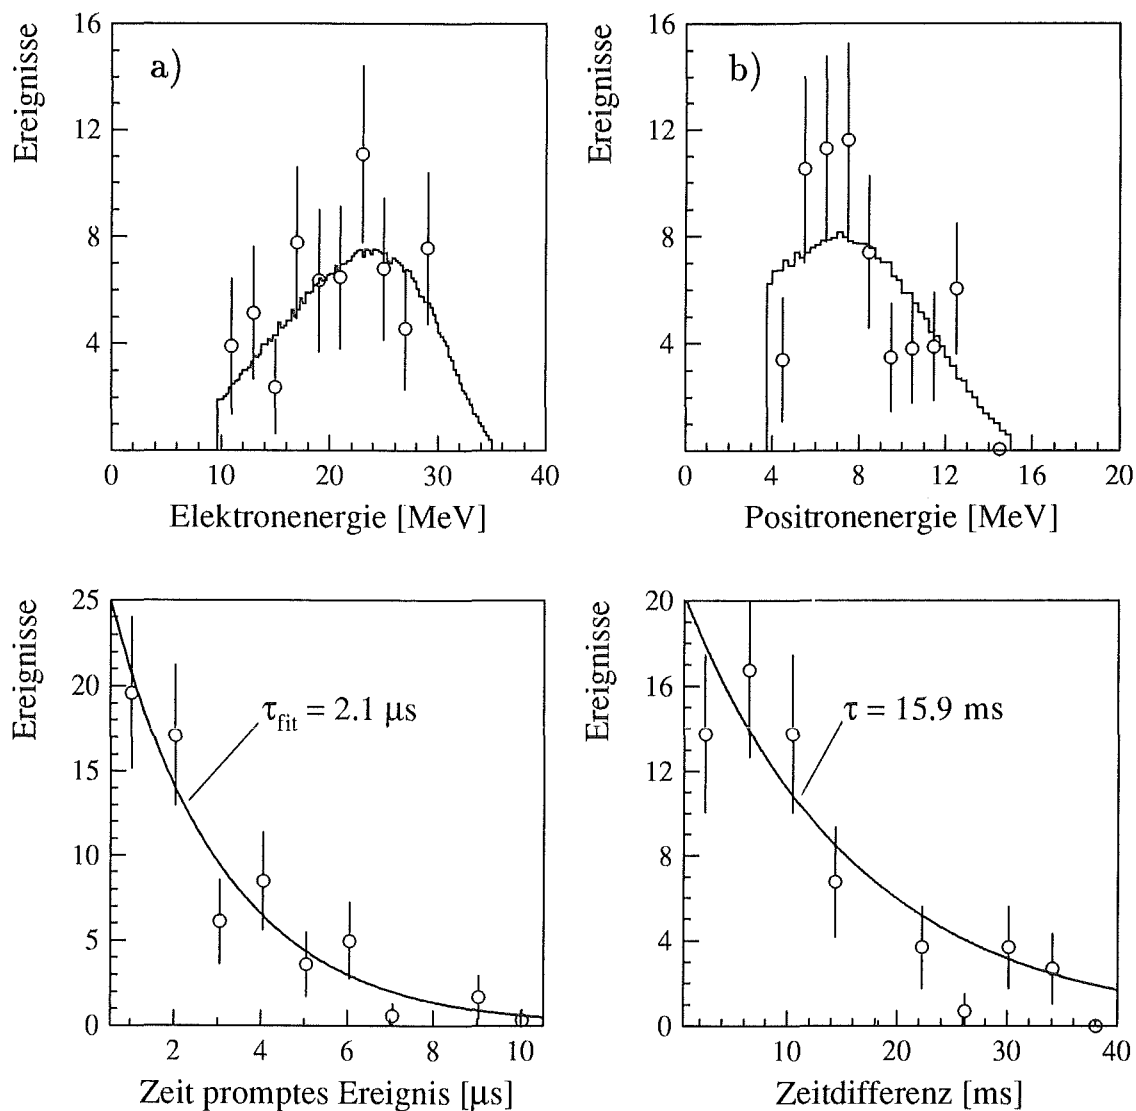 a)
Ereignisse
16
12
8
4
0 10 20 30 40
Elektronenergie [MeV]
b)
Ereignisse
16
12
8
4
0 4 8 12 16 20
Positronenergie [MeV]
Ereignisse
25
20
15
10
5
0
τfit = 2.1 μs
2 4 6 8 10
Zeit promptes Ereignis [μs]
Ereignisse
20
16
12
8
4
0
τ = 15.9 ms
10 20 30 40
Zeitdifferenz [ms]